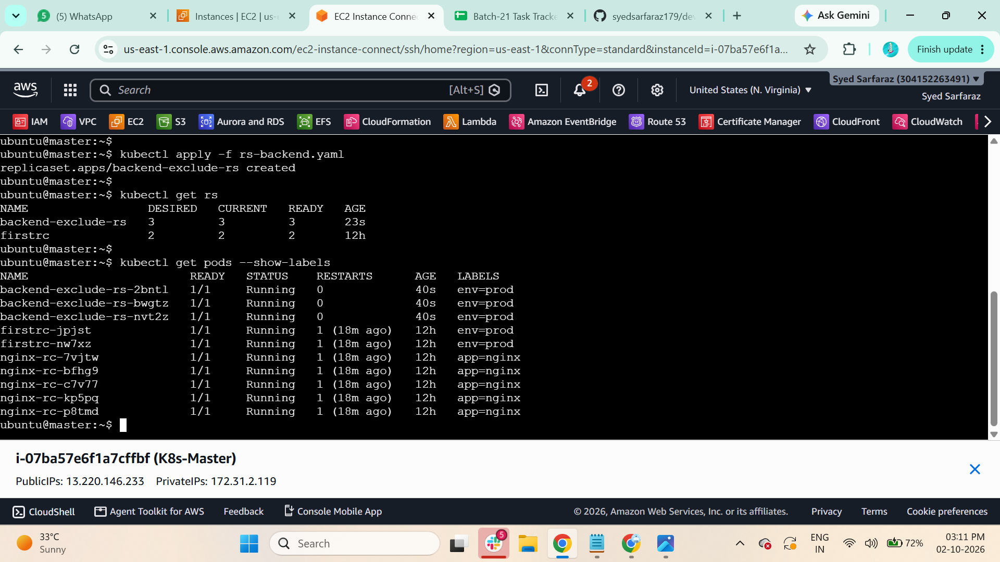 (5) WhatsApp
Instances | EC2 | us-e
EC2 Instance Conne
Batch-21 Task Tracke
syedsarfaraz179/dev
Ask Gemini
us-east-1.console.aws.amazon.com/ec2-instance-connect/ssh/home?region=us-east-1&connType=standard&instanceId=i-07ba57e6f1a...
Finish update
aws
Search
[Alt+S]
2
United States (N. Virginia)
Syed Sarfaraz (304152263491)
Syed Sarfaraz
IAM
VPC
EC2
S3
Aurora and RDS
EFS
CloudFormation
Lambda
Amazon EventBridge
Route 53
Certificate Manager
CloudFront
CloudWatch
ubuntu@master:~$
ubuntu@master:~$ kubectl apply -f rs-backend.yaml
replicaset.apps/backend-exclude-rs created
ubuntu@master:~$
ubuntu@master:~$ kubectl get rs
NAME DESIRED CURRENT READY AGE
backend-exclude-rs 3 3 3 23s
firstrc 2 2 2 12h
ubuntu@master:~$
ubuntu@master:~$ kubectl get pods --show-labels
NAME READY STATUS RESTARTS AGE LABELS
backend-exclude-rs-2bntl 1/1 Running 0 40s env=prod
backend-exclude-rs-bwgtz 1/1 Running 0 40s env=prod
backend-exclude-rs-nvt2z 1/1 Running 0 40s env=prod
firstrc-jpjst 1/1 Running 1 (18m ago) 12h env=prod
firstrc-nw7xz 1/1 Running 1 (18m ago) 12h env=prod
nginx-rc-7vjtw 1/1 Running 1 (18m ago) 12h app=nginx
nginx-rc-bfhg9 1/1 Running 1 (18m ago) 12h app=nginx
nginx-rc-c7v77 1/1 Running 1 (18m ago) 12h app=nginx
nginx-rc-kp5pq 1/1 Running 1 (18m ago) 12h app=nginx
nginx-rc-p8tmd 1/1 Running 1 (18m ago) 12h app=nginx
ubuntu@master:~$
i-07ba57e6f1a7cffbf (K8s-Master)
PublicIPs: 13.220.146.233 PrivateIPs: 172.31.2.119
CloudShell
Agent Toolkit for AWS
Feedback
Console Mobile App
© 2026, Amazon Web Services, Inc. or its affiliates.
Privacy
Terms
Cookie preferences
33°C
Sunny
Search
5
ENG
IN
72%
03:11 PM
02-10-2026